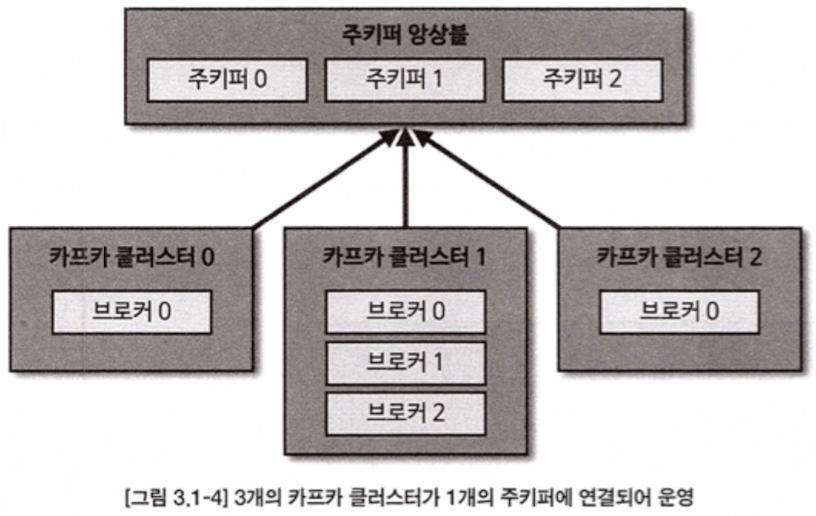 주키퍼 앙상블
주키퍼 0 주키퍼 1 주키퍼 2
카프카 클러스터 0 카프카 클러스터 1 카프카 클러스터 2
브로커 0 브로커 0 브로커 0
브로커 1
브로커 2
[그림 3.1-4] 3개의 카프카 클러스터가 1개의 주키퍼에 연결되어 운영